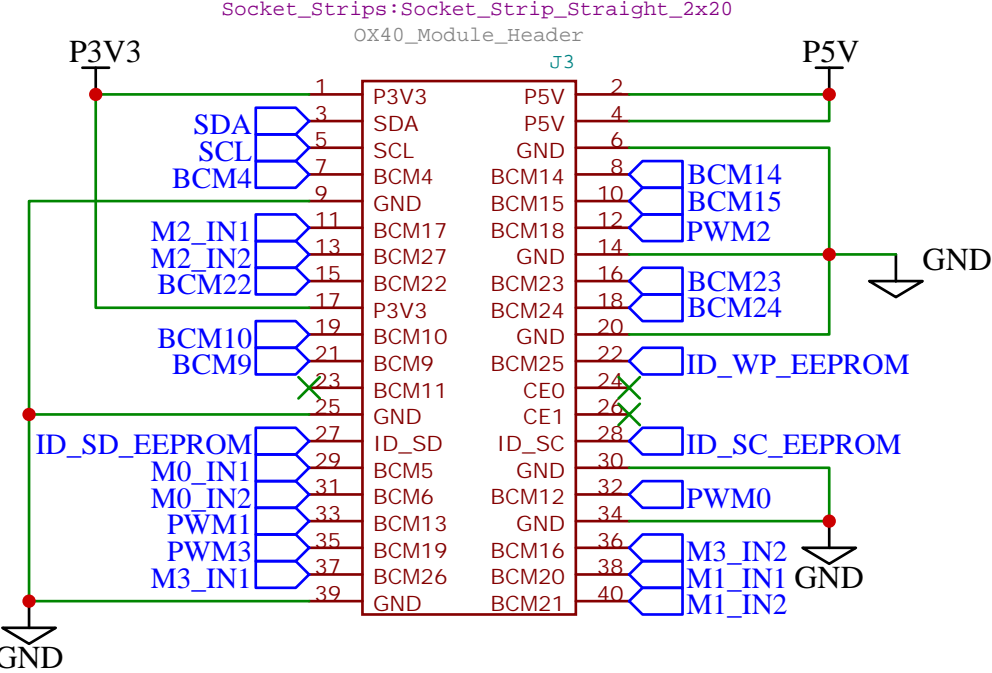 Socket_Strips:Socket_Strip_Straight_2x20
OX40_Module_Header
P3V3 J3 P5V
1 P3V3 P5V 2
SDA 3 SDA P5V 4
SCL 5 SCL GND 6
BCM4 7 BCM4 BCM14 8 BCM14
9 GND BCM15 10 BCM15
M2_IN1 11 BCM17 BCM18 12 PWM2
M2_IN2 13 BCM27 GND 14 GND
BCM22 15 BCM22 BCM23 16 BCM23
17 P3V3 BCM24 18 BCM24
BCM10 19 BCM10 GND 20
BCM9 21 BCM9 BCM25 22 ID_WP_EEPROM
23 BCM11 CE0 24
25 GND CE1 26
ID_SD_EEPROM 27 ID_SD ID_SC 28 ID_SC_EEPROM
M0_IN1 29 BCM5 GND 30
M0_IN2 31 BCM6 BCM12 32 PWM0
PWM1 33 BCM13 GND 34
PWM3 35 BCM19 BCM16 36 M3_IN2
M3_IN1 37 BCM26 BCM20 38 M1_IN1 GND
39 GND BCM21 40 M1_IN2
GND